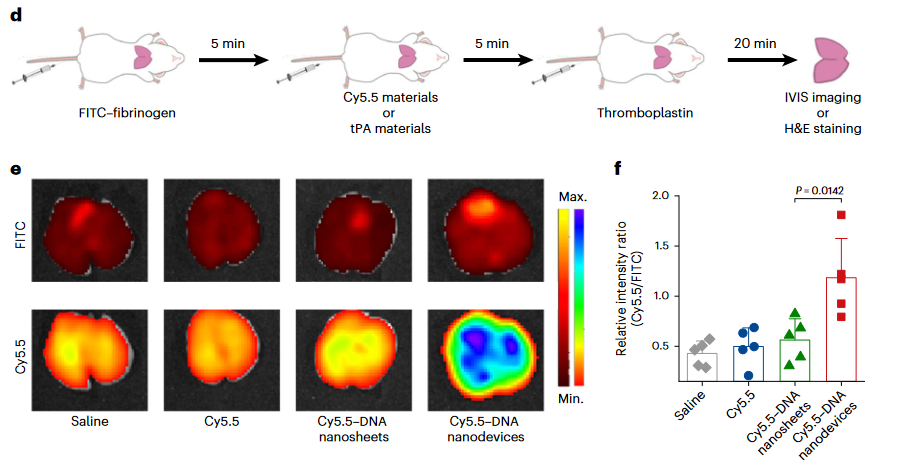 d
5 min
5 min
20 min
FITC–fibrinogen
Cy5.5 materials
or
tPA materials
Thromboplastin
IVIS imaging
or
H&E staining
e
FITC
Cy5.5
Saline
Cy5.5
Cy5.5–DNA
nanosheets
Cy5.5–DNA
nanodevices
Max.
Min.
f
P = 0.0142
Relative intensity ratio
(Cy5.5/FITC)
2.0
1.5
1.0
0.5
Saline
Cy5.5
Cy5.5–DNA
nanosheets
Cy5.5–DNA
nanodevices